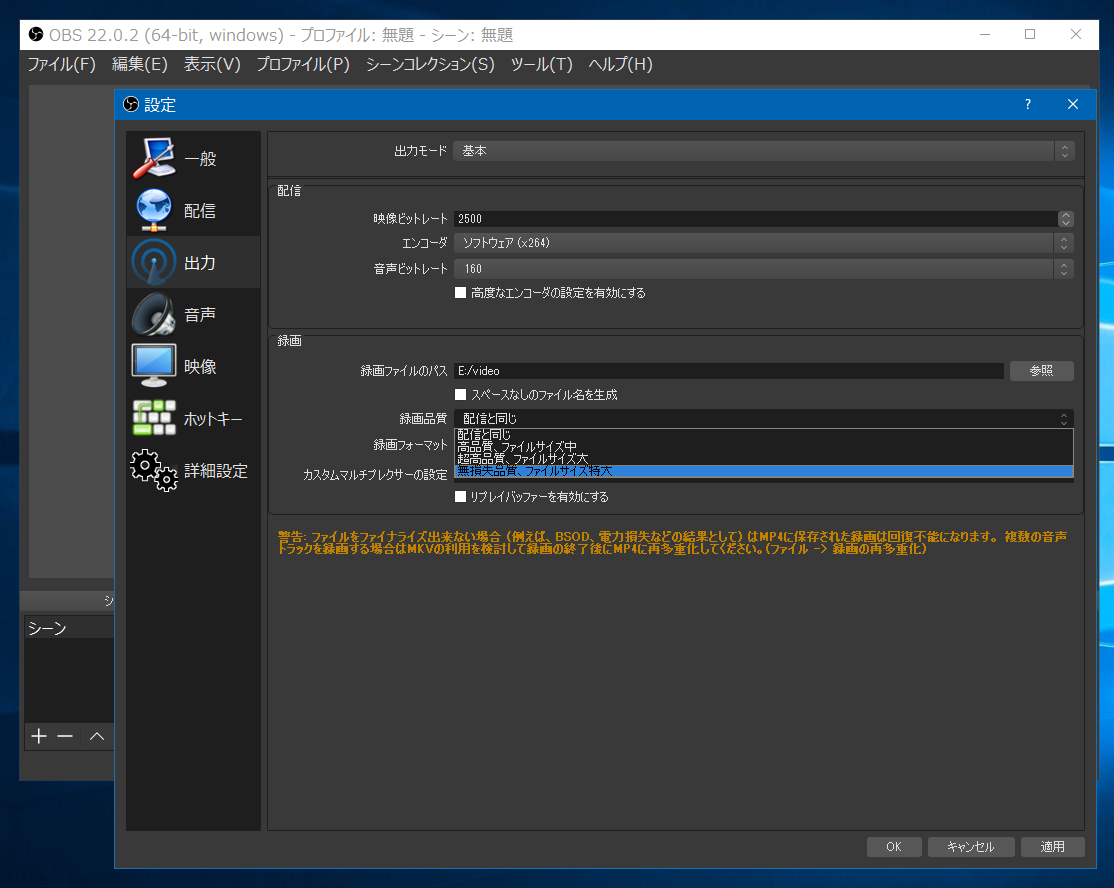 OBS 22.0.2 (64-bit, windows) - プロファイル: 無題 - シーン: 無題
ファイル(F) 編集(E) 表示(V) プロファイル(P) シーンコレクション(S) ツール(T) ヘルプ(H)
設定
?
一般
配信
出力
音声
映像
ホットキー
詳細設定
出力モード 基本
配信
映像ビットレート 2500
エンコーダ ソフトウェア (x264)
音声ビットレート 160
高度なエンコーダの設定を有効にする
録画
録画ファイルのパス E:/video 参照
スペースなしのファイル名を生成
録画品質 配信と同じ
配信と同じ
録画フォーマット 高品質、ファイルサイズ中
超高品質、ファイルサイズ大
カスタムマルチプレクサーの設定 無損失品質、ファイルサイズ特大
リプレイバッファーを有効にする
警告: ファイルをファイナライズ出来ない場合 (例えば、BSOD、電力損失などの結果として) はMP4に保存された録画は回復不能になります。 複数の音声
トラックを録画する場合はMKVの利用を検討して録画の終了後にMP4に再多重化してください。(ファイル -> 録画の再多重化)
シ
シーン
OK キャンセル 適用